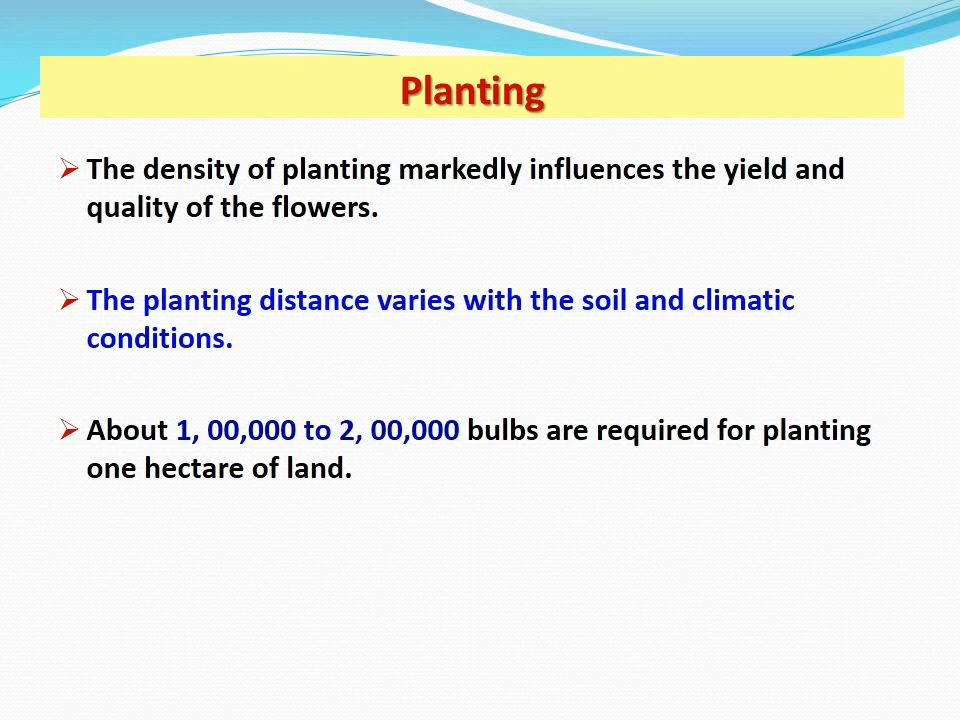 Planting
➢ The density of planting markedly influences the yield and
quality of the flowers.
➢ The planting distance varies with the soil and climatic
conditions.
➢ About 1, 00,000 to 2, 00,000 bulbs are required for planting
one hectare of land.